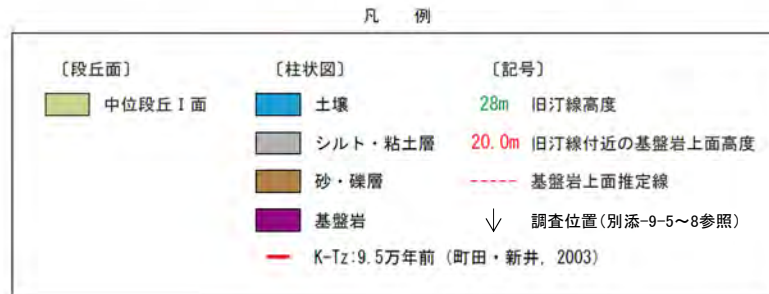 凡 例
〔段丘面〕 〔柱状図〕 〔記号〕
中位段丘Ⅰ面 土壌 28m 旧汀線高度
シルト・粘土層 20.0m 旧汀線付近の基盤岩上面高度
砂・礫層 基盤岩上面推定線
基盤岩 調査位置(別添-9-5～8参照)
K-Tz:9.5万年前 (町田・新井, 2003)